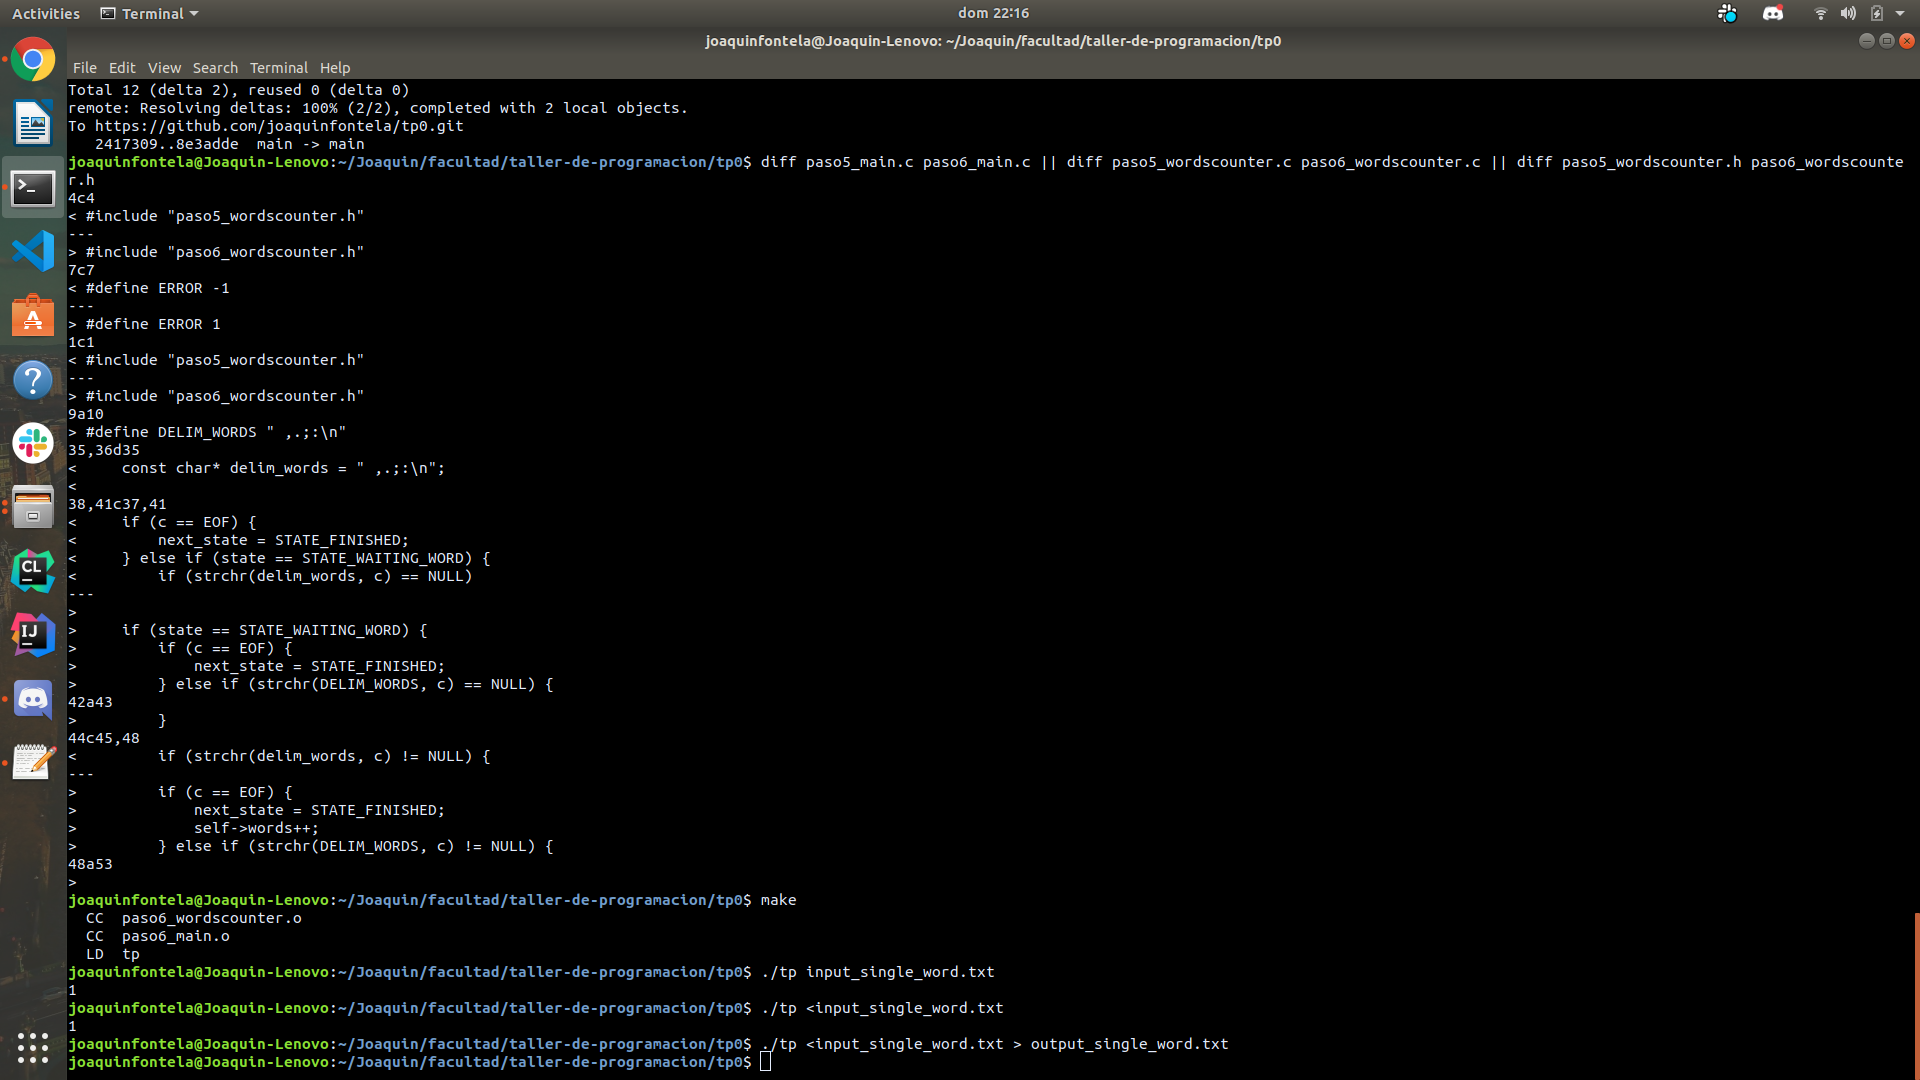 Activities Terminal dom 22:16
joaquinfontela@Joaquin-Lenovo: ~/Joaquin/facultad/taller-de-programacion/tp0
File Edit View Search Terminal Help
Total 12 (delta 2), reused 0 (delta 0)
remote: Resolving deltas: 100% (2/2), completed with 2 local objects.
To https://github.com/joaquinfontela/tp0.git
   2417309..8e3adde  main -> main
joaquinfontela@Joaquin-Lenovo:~/Joaquin/facultad/taller-de-programacion/tp0$ diff paso5_main.c paso6_main.c || diff paso5_wordscounter.c paso6_wordscounter.c || diff paso5_wordscounter.h paso6_wordscounte
r.h
4c4
< #include "paso5_wordscounter.h"
---
> #include "paso6_wordscounter.h"
7c7
< #define ERROR -1
---
> #define ERROR 1
1c1
< #include "paso5_wordscounter.h"
---
> #include "paso6_wordscounter.h"
9a10
> #define DELIM_WORDS " ,.;:\n"
35,36d35
<     const char* delim_words = " ,.;:\n";
<
38,41c37,41
<     if (c == EOF) {
<         next_state = STATE_FINISHED;
<     } else if (state == STATE_WAITING_WORD) {
<         if (strchr(delim_words, c) == NULL)
---
>
>     if (state == STATE_WAITING_WORD) {
>         if (c == EOF) {
>             next_state = STATE_FINISHED;
>         } else if (strchr(DELIM_WORDS, c) == NULL) {
42a43
>         }
44c45,48
<         if (strchr(delim_words, c) != NULL) {
---
>         if (c == EOF) {
>             next_state = STATE_FINISHED;
>             self->words++;
>         } else if (strchr(DELIM_WORDS, c) != NULL) {
48a53
>
joaquinfontela@Joaquin-Lenovo:~/Joaquin/facultad/taller-de-programacion/tp0$ make
  CC  paso6_wordscounter.o
  CC  paso6_main.o
  LD  tp
joaquinfontela@Joaquin-Lenovo:~/Joaquin/facultad/taller-de-programacion/tp0$ ./tp input_single_word.txt
1
joaquinfontela@Joaquin-Lenovo:~/Joaquin/facultad/taller-de-programacion/tp0$ ./tp <input_single_word.txt
1
joaquinfontela@Joaquin-Lenovo:~/Joaquin/facultad/taller-de-programacion/tp0$ ./tp <input_single_word.txt > output_single_word.txt
joaquinfontela@Joaquin-Lenovo:~/Joaquin/facultad/taller-de-programacion/tp0$
CL
IJ